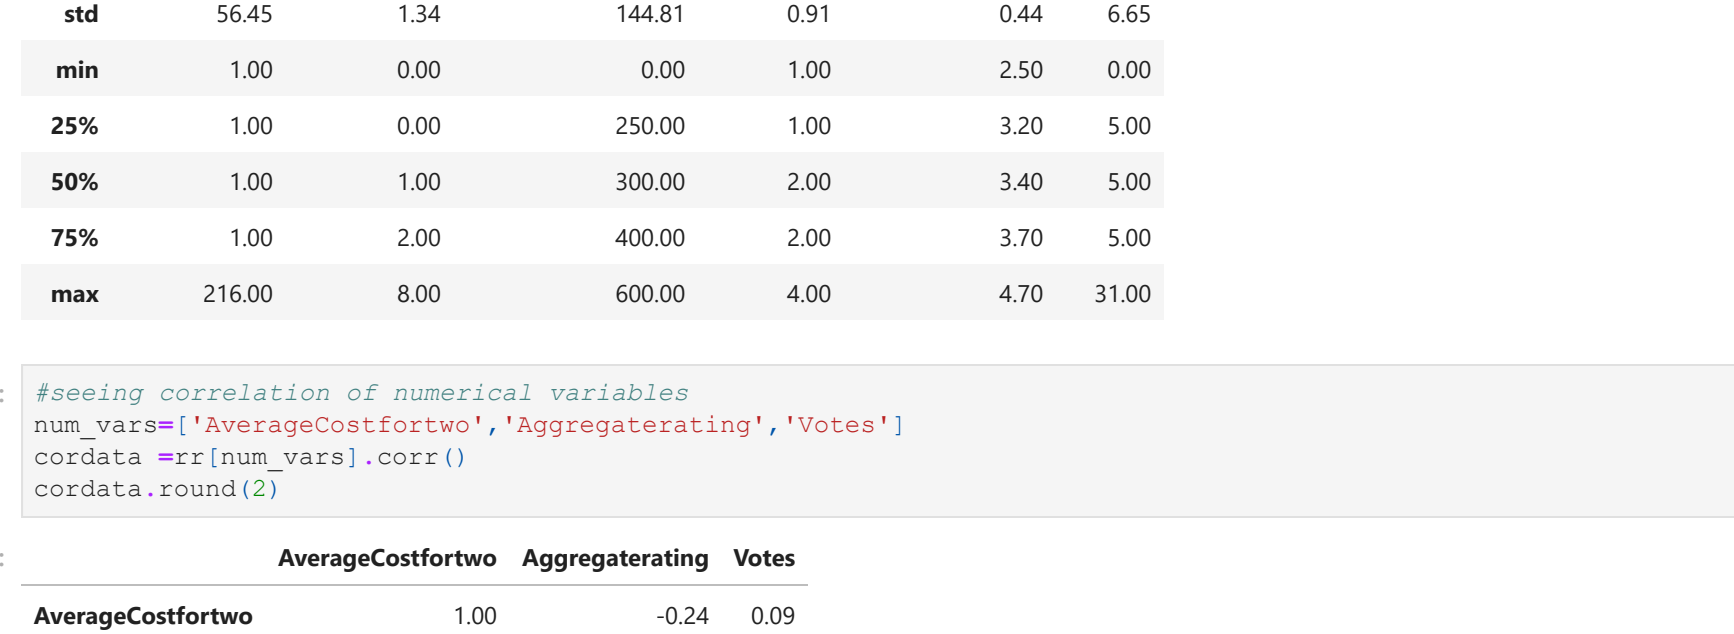 std 56.45 1.34 144.81 0.91 0.44 6.65
min 1.00 0.00 0.00 1.00 2.50 0.00
25% 1.00 0.00 250.00 1.00 3.20 5.00
50% 1.00 1.00 300.00 2.00 3.40 5.00
75% 1.00 2.00 400.00 2.00 3.70 5.00
max 216.00 8.00 600.00 4.00 4.70 31.00
: #seeing correlation of numerical variables
num_vars=['AverageCostfortwo','Aggregaterating','Votes']
cordata =rr[num_vars].corr()
cordata.round(2)
: AverageCostfortwo Aggregaterating Votes
AverageCostfortwo 1.00 -0.24 0.09